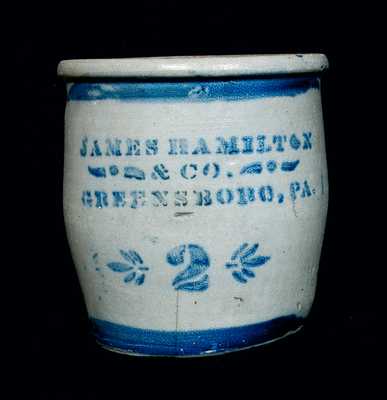 JAMES HAMILTON
& CO.
GREENSBORO, PA.
2